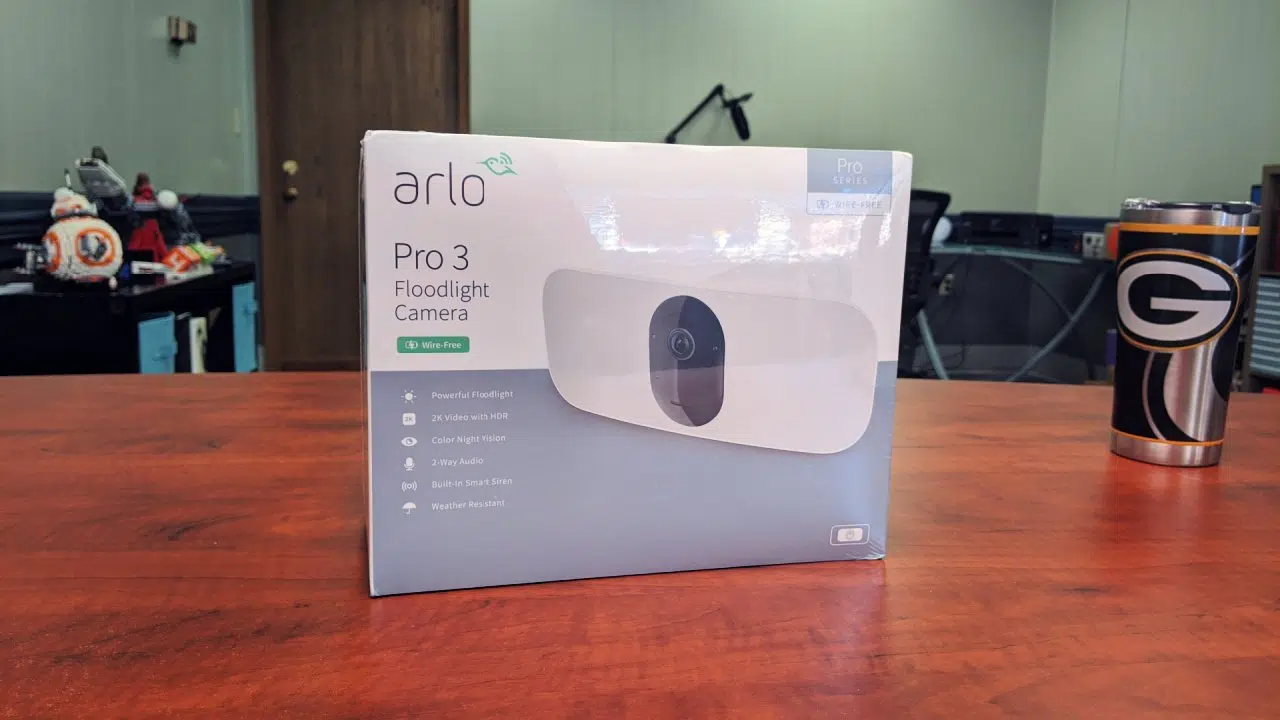 arlo
Pro
SERIES
WIRE-FREE
Pro 3
Floodlight
Camera
Wire-Free
Powerful Floodlight
2K
2K Video with HDR
Color Night Vision
2-Way Audio
Built-In Smart Siren
Weather Resistant
G